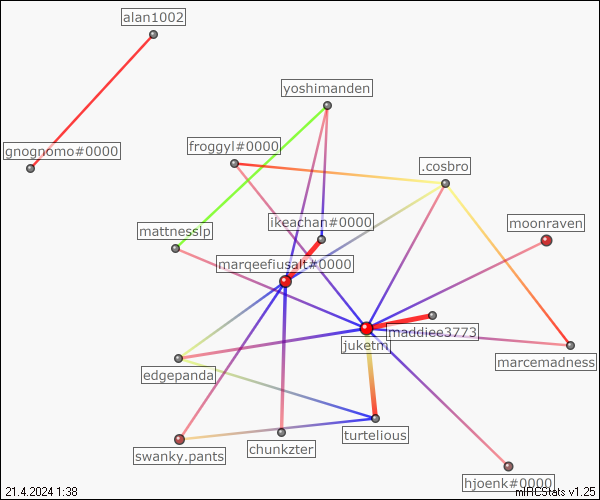 alan1002
yoshimanden
gnognomo#0000
froggyl#0000
.cosbro
ikeachan#0000
moonraven
mattnesslp
marqeefiusalt#0000
maddiee3773
juketm
marcemadness
edgepanda
turtelious
chunkzter
swanky.pants
hjoenk#0000
21.4.2024 1:38
mIRCStats v1.25